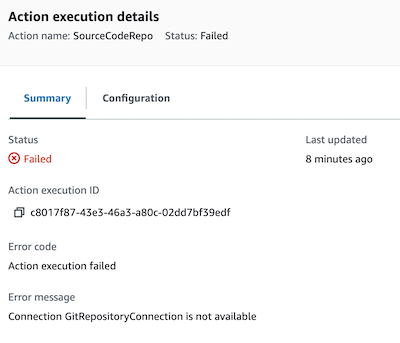 Action execution details
Action name: SourceCodeRepo Status: Failed
Summary Configuration
Status Last updated
Failed 8 minutes ago
Action execution ID
c8017f87-43e3-46a3-a80c-02dd7bf39edf
Error code
Action execution failed
Error message
Connection GitRepositoryConnection is not available